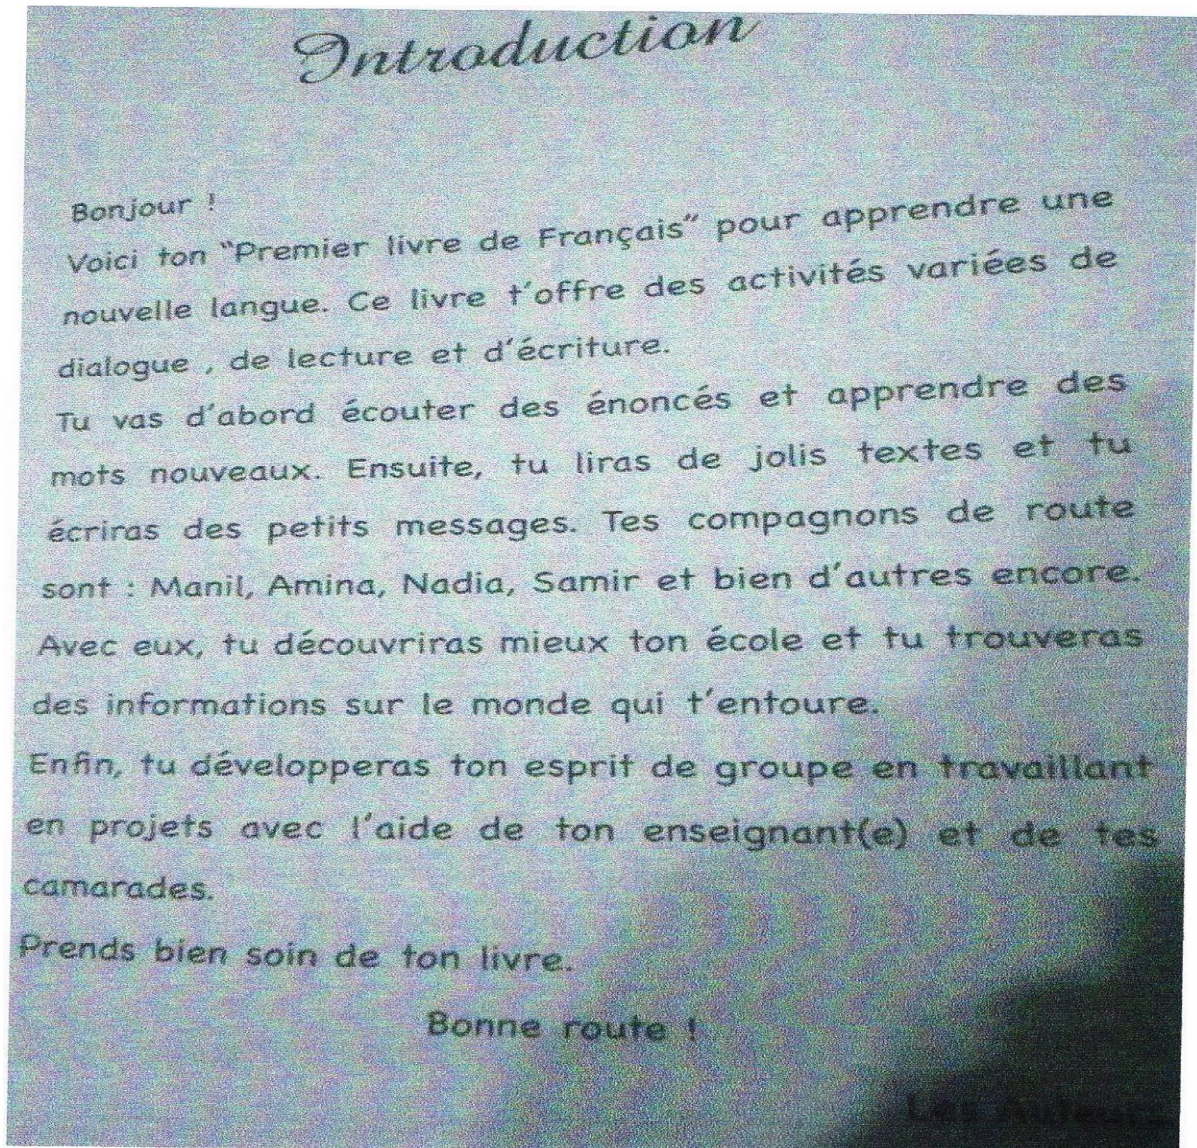 Introduction
Bonjour !
Voici ton "Premier livre de Français" pour apprendre une
nouvelle langue. Ce livre t'offre des activités variées de
dialogue , de lecture et d'écriture.
Tu vas d'abord écouter des énoncés et apprendre des
mots nouveaux. Ensuite, tu liras de jolis textes et tu
écriras des petits messages. Tes compagnons de route
sont : Manil, Amina, Nadia, Samir et bien d'autres encore.
Avec eux, tu découvriras mieux ton école et tu trouveras
des informations sur le monde qui t'entoure.
Enfin, tu développeras ton esprit de groupe en travaillant
en projets avec l'aide de ton enseignant(e) et de tes
camarades.
Prends bien soin de ton livre.
Bonne route !
Les Auteurs